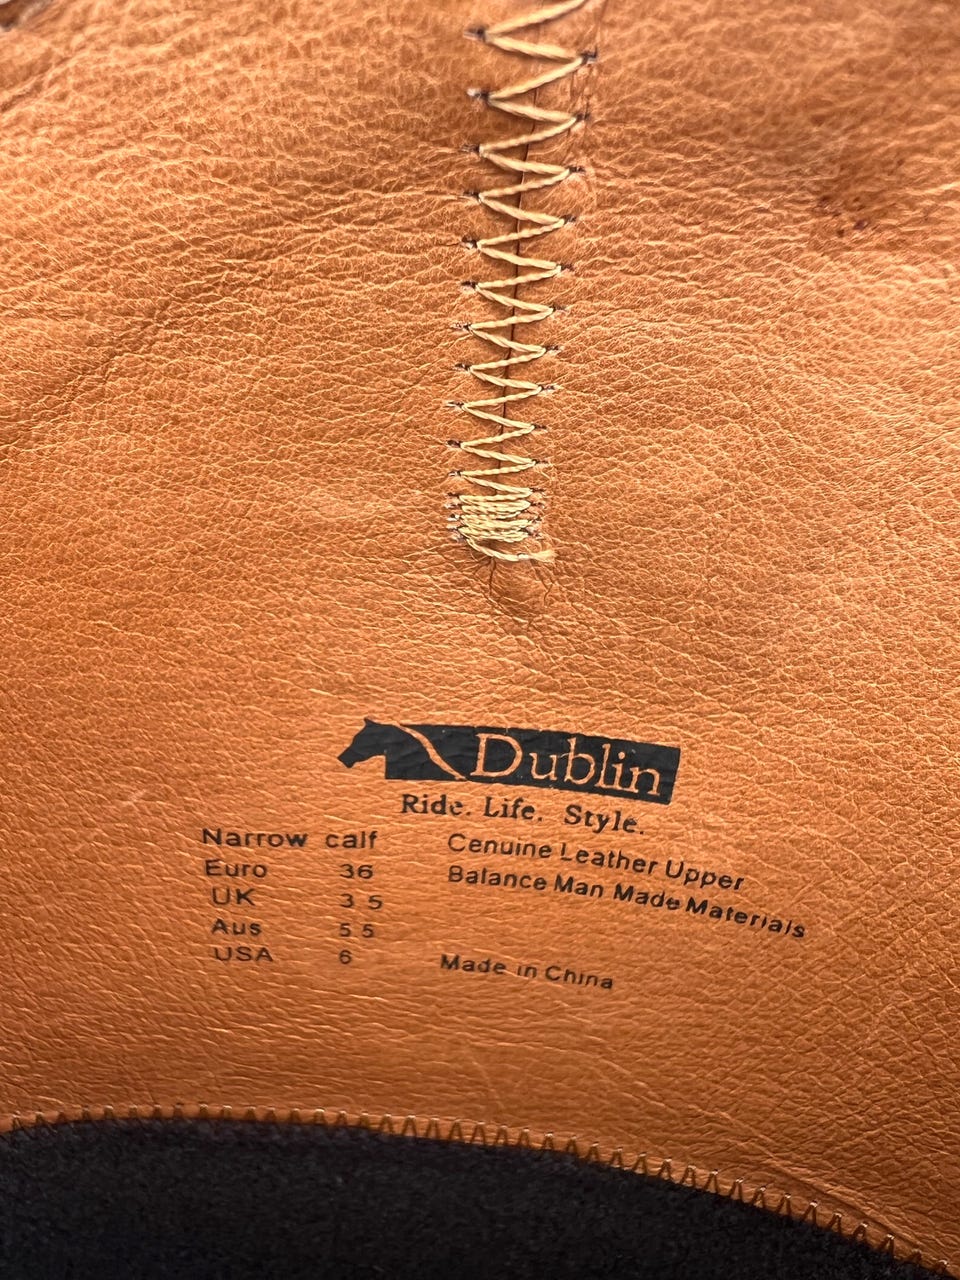 Dublin
Ride. Life. Style.
Narrow calf
Euro 36
UK 3 5
Aus 5 5
USA 6
Cenuine Leather Upper
Balance Man Made Materials
Made in China